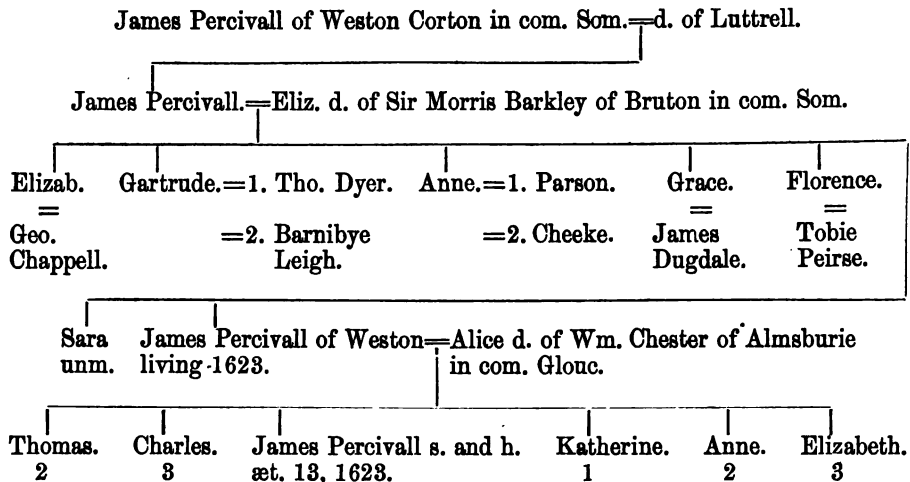 James Percivall of Weston Corton in com. Som.=d. of Luttrell.
James Percivall.=Eliz. d. of Sir Morris Barkley of Bruton in com. Som.
Elizab. Gartrude.=1. Tho. Dyer. Anne.=1. Parson. Grace. Florence.
= = =
Geo. =2. Barnibye =2. Cheeke. James Tobie
Chappell. Leigh. Dugdale. Peirse.
Sara James Percivall of Weston=Alice d. of Wm. Chester of Almsburie
unm. living 1623. in com. Glouc.
Thomas. Charles. James Percivall s. and h. Katherine. Anne. Elizabeth.
2 3 æt. 13, 1623. 1 2 3